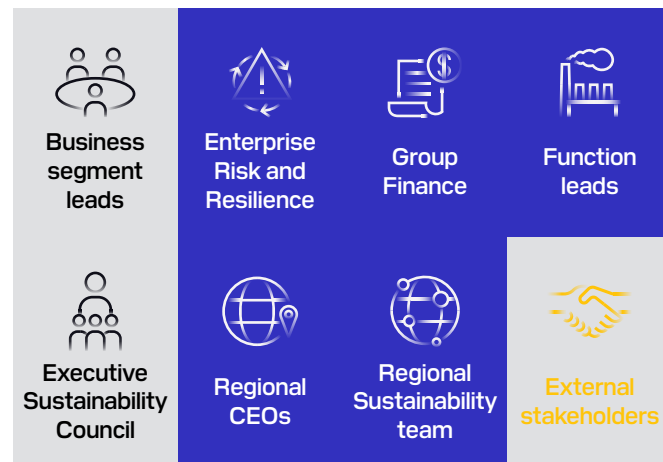 Business
segment
leads
Enterprise
Risk and
Resilience
Group
Finance
Function
leads
Executive
Sustainability
Council
Regional
CEOs
Regional
Sustainability
team
External
stakeholders